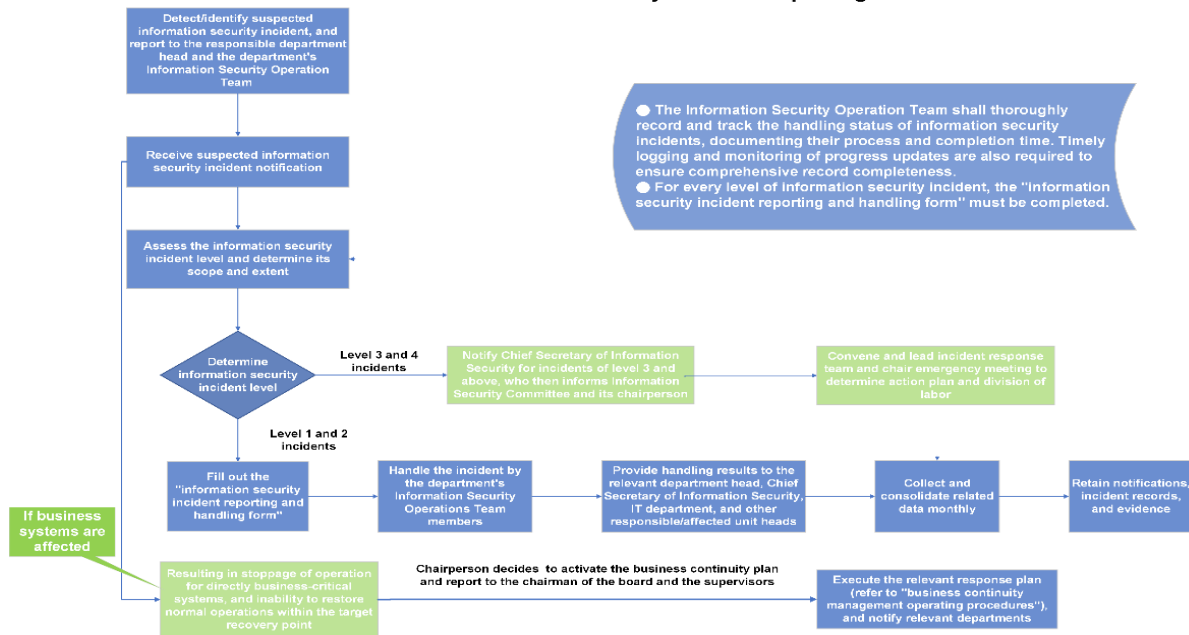 Detect/identify suspected
information security incident, and
report to the responsible department
head and the department's
Information Security Operation
Team
● The Information Security Operation Team shall thoroughly
record and track the handling status of information security
incidents, documenting their process and completion time. Timely
logging and monitoring of progress updates are also required to
ensure comprehensive record completeness.
● For every level of information security incident, the "information
security incident reporting and handling form" must be completed.
Receive suspected information
security incident notification
Assess the information security
incident level and determine its
scope and extent
Determine
information security
incident level
Level 3 and 4
incidents
Notify Chief Secretary of Information
Security for incidents of level 3 and
above, who then informs Information
Security Committee and its chairperson
Convene and lead incident response
team and chair emergency meeting to
determine action plan and division of
labor
Level 1 and 2
incidents
Fill out the
"information security
incident reporting and
handling form"
Handle the incident by
the department's
Information Security
Operations Team
members
Provide handling results to the
relevant department head, Chief
Secretary of Information Security,
IT department, and other
responsible/affected unit heads
Collect and
consolidate related
data monthly
Retain notifications,
incident records,
and evidence
If business
systems are
affected
Resulting in stoppage of operation
for directly business-critical
systems, and inability to restore
normal operations within the target
recovery point
Chairperson decides to activate the business continuity plan
and report to the chairman of the board and the supervisors
Execute the relevant response plan
(refer to "business continuity
management operating procedures"),
and notify relevant departments